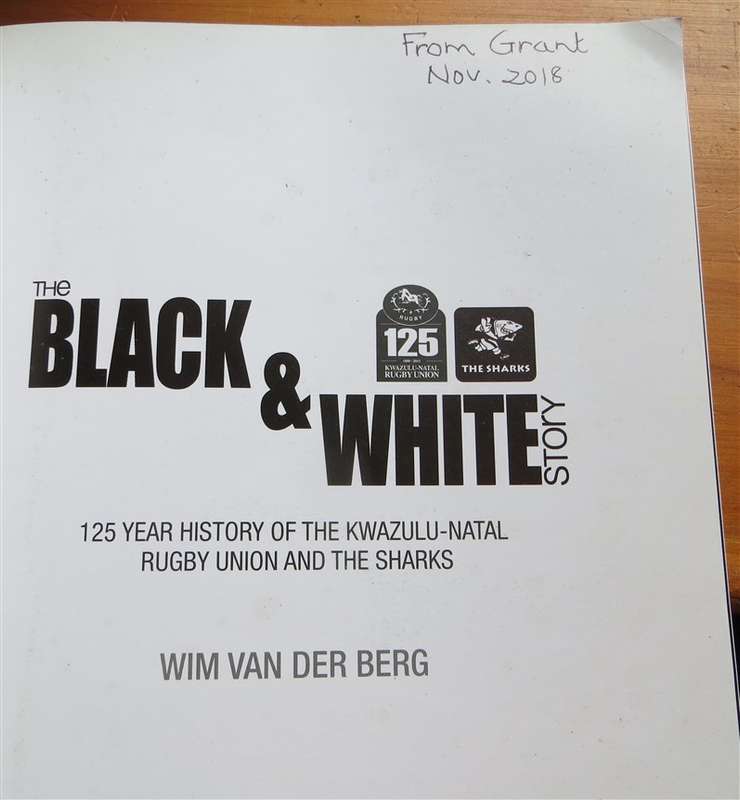 From Grant
Nov. 2018
THE
BLACK
&
WHITE
STORY
RUGBY
125
KWAZULU-NATAL
RUGBY UNION
THE SHARKS
125 YEAR HISTORY OF THE KWAZULU-NATAL
RUGBY UNION AND THE SHARKS
WIM VAN DER BERG